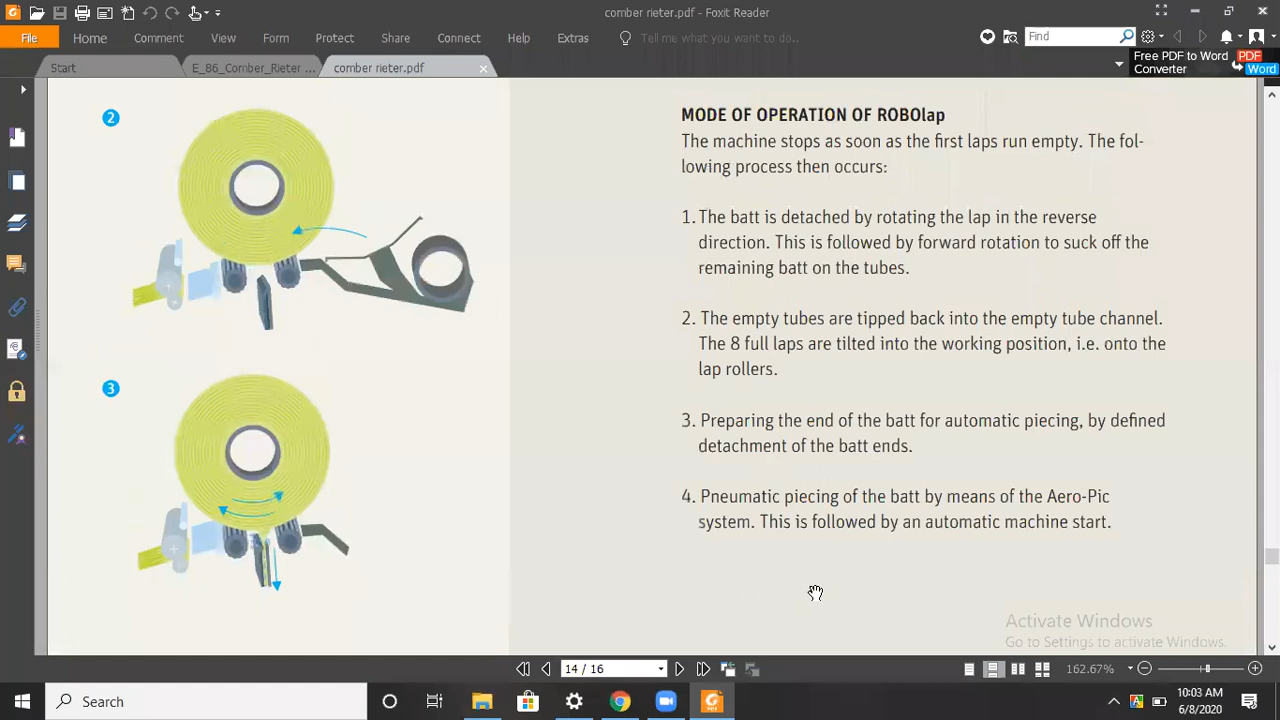 comber rieter.pdf - Foxit Reader
File Home Comment View Form Protect Share Connect Help Extras Tell me what you want to do.. Find
Start E_86_Comber_Rieter ... comber rieter.pdf
Free PDF to Word
Converter
PDF
Word
2
3
MODE OF OPERATION OF ROBOlap
The machine stops as soon as the first laps run empty. The fol-
lowing process then occurs:
1. The batt is detached by rotating the lap in the reverse
direction. This is followed by forward rotation to suck off the
remaining batt on the tubes.
2. The empty tubes are tipped back into the empty tube channel.
The 8 full laps are tilted into the working position, i.e. onto the
lap rollers.
3. Preparing the end of the batt for automatic piecing, by defined
detachment of the batt ends.
4. Pneumatic piecing of the batt by means of the Aero-Pic
system. This is followed by an automatic machine start.
Activate Windows
Go to Settings to activate Windows.
14 / 16
162.67%
Search
10:03 AM
6/8/2020